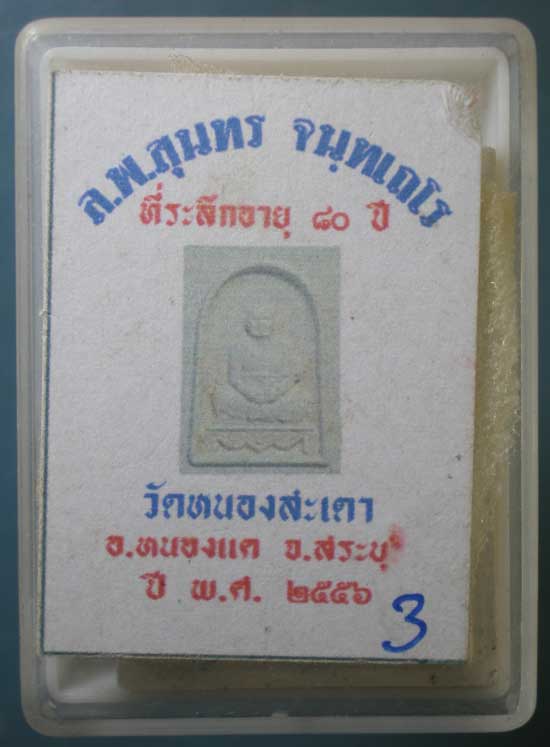 ล.พ.สุนทร จนฺทเถโร
ที่ระลึกอายุ ๘๐ ปี
วัดหนองสะเดา
อ.หนองแค จ.สระบุรี
ปี พ.ศ. ๒๕๕๖
3